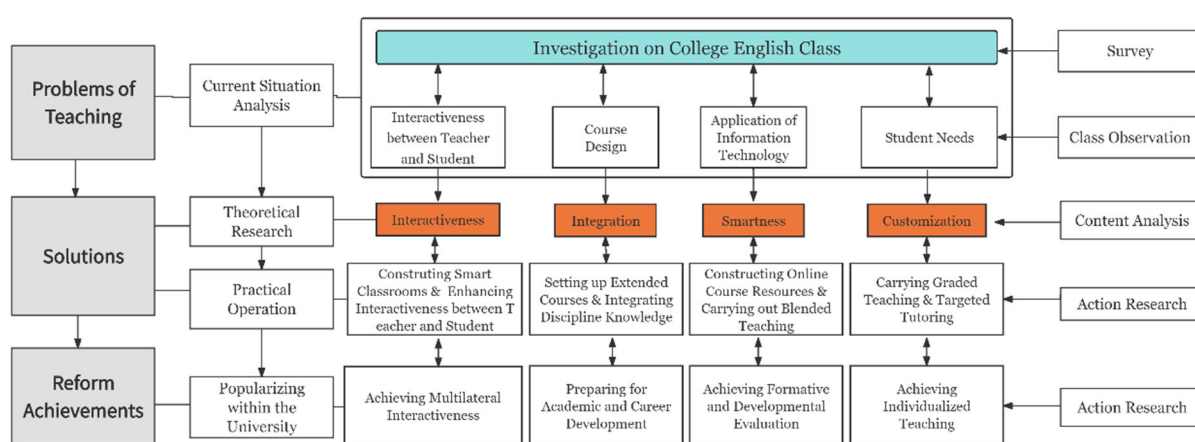 Investigation on College English Class
Survey
Problems of
Teaching
Current Situation
Analysis
Interactiveness
between Teacher
and Student
Course
Design
Application of
Information
Technology
Student Needs
Class Observation
Solutions
Theoretical
Research
Interactiveness
Integration
Smartness
Customization
Content Analysis
Practical
Operation
Construting Smart
Classrooms & Enhancing
Interactiveness between T
eacher and Student
Setting up Extended
Courses & Integrating
Discipline Knowledge
Constructing Online
Course Resources &
Carrying out Blended
Teaching
Carrying Graded
Teaching & Targeted
Tutoring
Action Research
Reform
Achievements
Popularizing
within the
University
Achieving Multilateral
Interactiveness
Preparing for
Academic and Career
Development
Achieving Formative
and Developmental
Evaluation
Achieving
Individualized
Teaching
Action Research